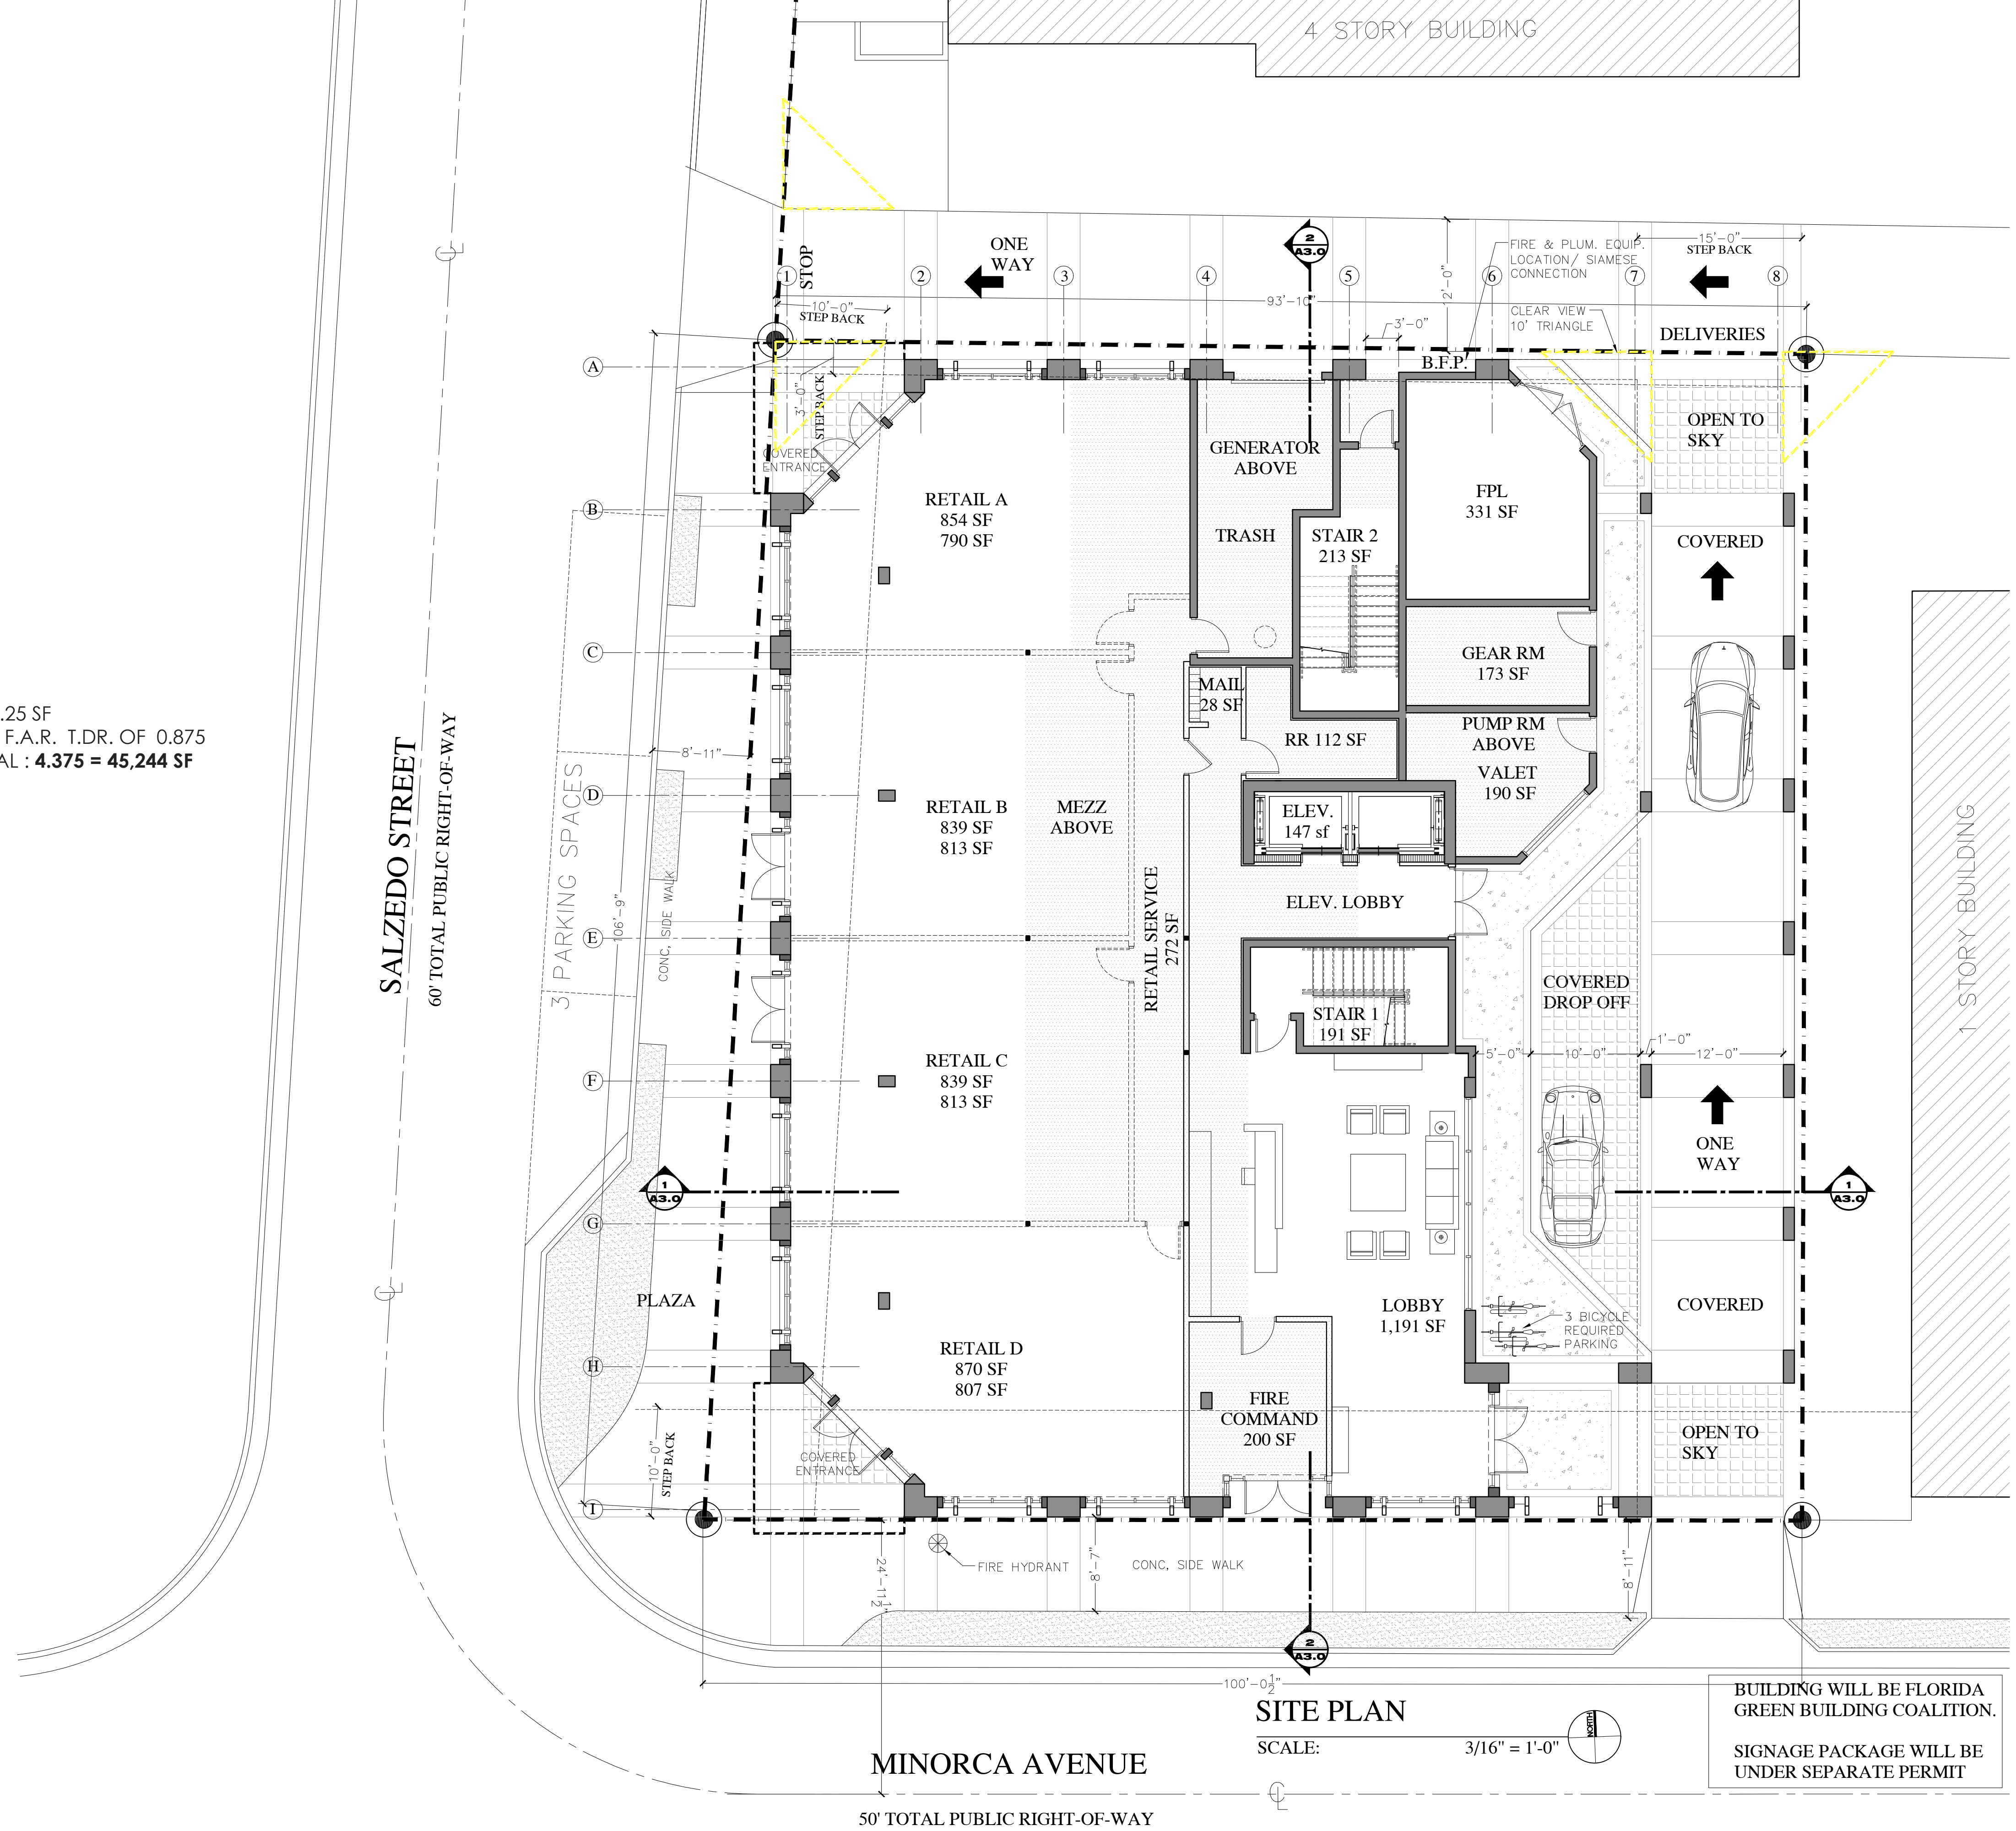 4 STORY BUILDING
STOP
ONE
WAY
2
A3.0
FIRE & PLUM. EQUIP.
LOCATION/ SIAMESE
CONNECTION
12'-0"
15'-0"
STEP BACK
1
2
3
4
5
6
7
8
93'-10"
10'-0"
STEP BACK
3'-0"
CLEAR VIEW
10' TRIANGLE
DELIVERIES
B.F.P.
A
3'-0"
STEP BACK
COVERED
ENTRANCE
OPEN TO
SKY
GENERATOR
ABOVE
RETAIL A
854 SF
790 SF
FPL
331 SF
B
TRASH
STAIR 2
213 SF
COVERED
C
GEAR RM
173 SF
MAIL
28 SF
.25 SF
F.A.R. T.DR. OF 0.875
AL : 4.375 = 45,244 SF
SALZEDO STREET
60' TOTAL PUBLIC RIGHT-OF-WAY
3 PARKING SPACES
8'-11"
106'-9"
CONC, SIDE WALK
RR 112 SF
PUMP RM
ABOVE
VALET
190 SF
D
RETAIL B
839 SF
813 SF
MEZZ
ABOVE
ELEV.
147 sf
1 STORY BUILDING
RETAIL SERVICE
272 SF
ELEV. LOBBY
E
COVERED
DROP OFF
STAIR 1
191 SF
F
RETAIL C
839 SF
813 SF
5'-0"
10'-0"
1'-0"
12'-0"
ONE
WAY
1
A3.0
1
A3.0
G
PLAZA
LOBBY
1,191 SF
3 BICYCLE
REQUIRED
PARKING
COVERED
H
RETAIL D
870 SF
807 SF
FIRE
COMMAND
200 SF
10'-0"
STEP BACK
COVERED
ENTRANCE
OPEN TO
SKY
I
24'-11 1/2"
FIRE HYDRANT
8'-7"
CONC, SIDE WALK
8'-11"
2
A3.0
100'-0 1/2"
SITE PLAN
SCALE: 3/16" = 1'-0"
NORTH
BUILDING WILL BE FLORIDA
GREEN BUILDING COALITION.
SIGNAGE PACKAGE WILL BE
UNDER SEPARATE PERMIT
MINORCA AVENUE
50' TOTAL PUBLIC RIGHT-OF-WAY